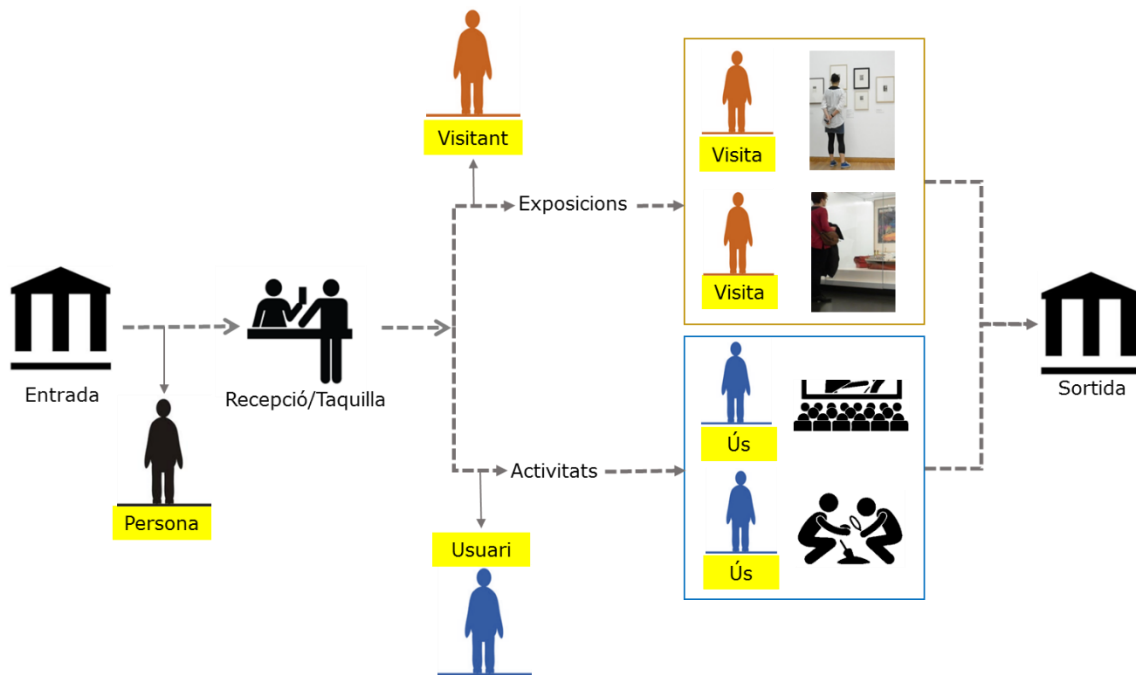 Visitant
Visita
Exposicions
Visita
Entrada
Recepció/Taquilla
Sortida
Persona
Ús
Activitats
Usuari
Ús